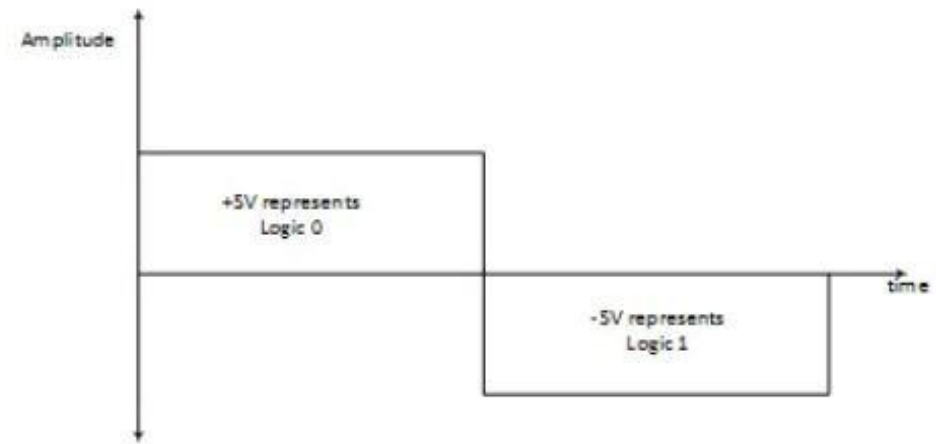 Amplitude
+5V represents
Logic 0
time
-5V represents
Logic 1